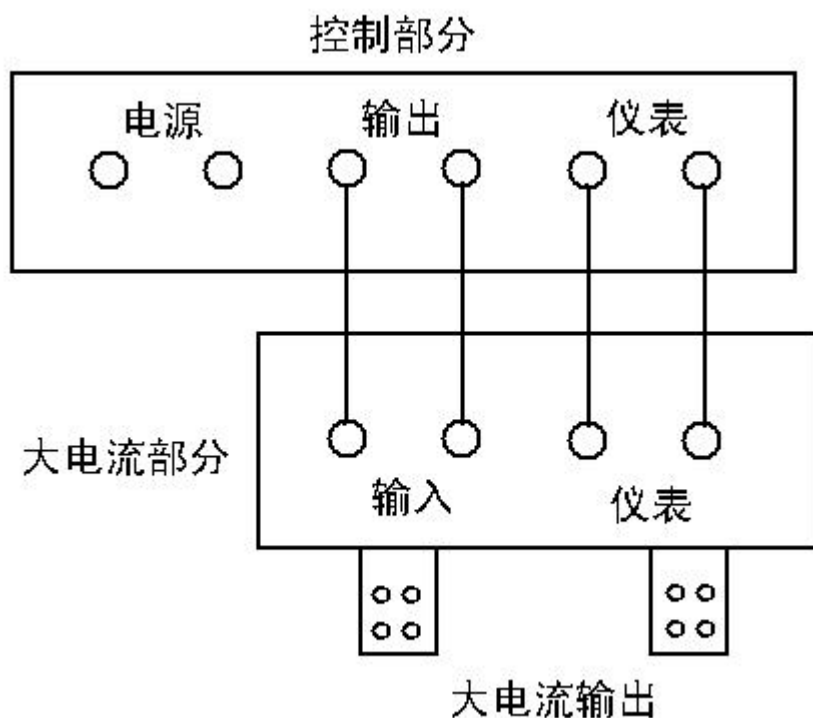 控制部分
电源 输出 仪表
大电流部分
输入 仪表
大电流输出